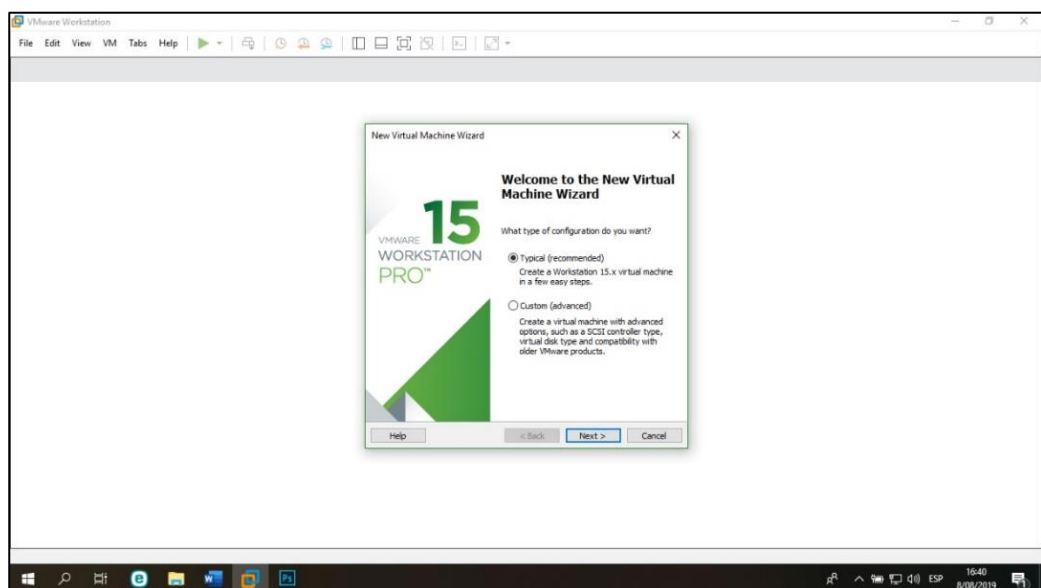 VMware Workstation
File Edit View VM Tabs Help
New Virtual Machine Wizard
Welcome to the New Virtual
Machine Wizard
15
VMWARE
WORKSTATION
PRO™
What type of configuration do you want?
Typical (recommended)
Create a Workstation 15.x virtual machine
in a few easy steps.
Custom (advanced)
Create a virtual machine with advanced
options, such as a SCSI controller type,
virtual disk type and compatibility with
older VMware products.
Help < Back Next > Cancel
ESP
16:40
8/08/2019